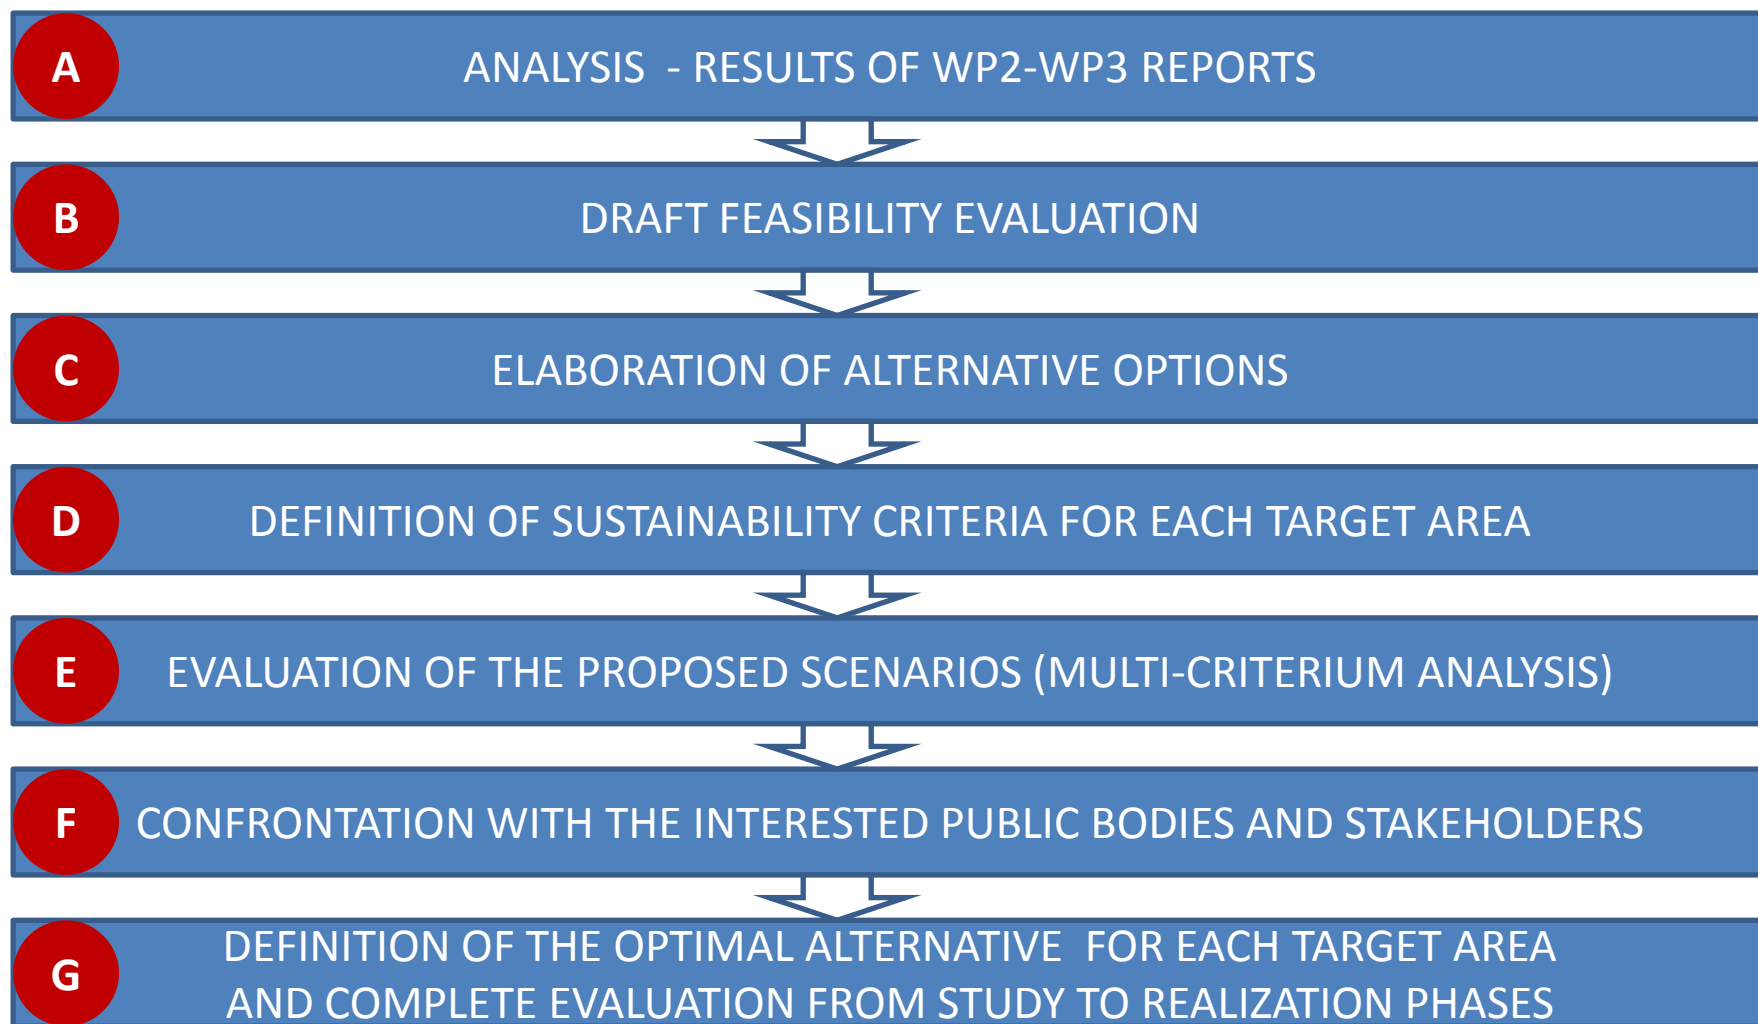 A
ANALYSIS - RESULTS OF WP2-WP3 REPORTS
B
DRAFT FEASIBILITY EVALUATION
C
ELABORATION OF ALTERNATIVE OPTIONS
D
DEFINITION OF SUSTAINABILITY CRITERIA FOR EACH TARGET AREA
E
EVALUATION OF THE PROPOSED SCENARIOS (MULTI-CRITERIUM ANALYSIS)
F
CONFRONTATION WITH THE INTERESTED PUBLIC BODIES AND STAKEHOLDERS
G
DEFINITION OF THE OPTIMAL ALTERNATIVE FOR EACH TARGET AREA
AND COMPLETE EVALUATION FROM STUDY TO REALIZATION PHASES